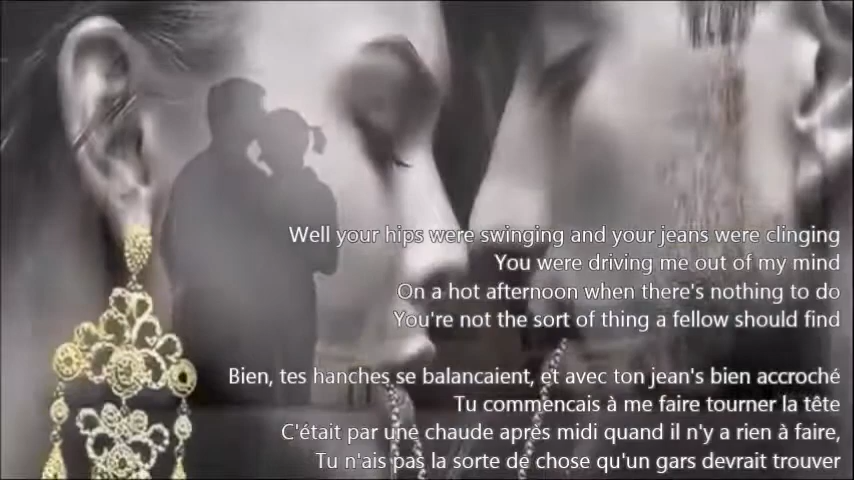 Well your hips were swinging and your jeans were clinging
You were driving me out of my mind
On a hot afternoon when there's nothing to do
You're not the sort of thing a fellow should find
Bien, tes hanches se balancaient, et avec ton jean's bien accroché
Tu commencais à me faire tourner la tête
C'était par une chaude après midi quand il n'y a rien à faire,
Tu n'ais pas la sorte de chose qu'un gars devrait trouver